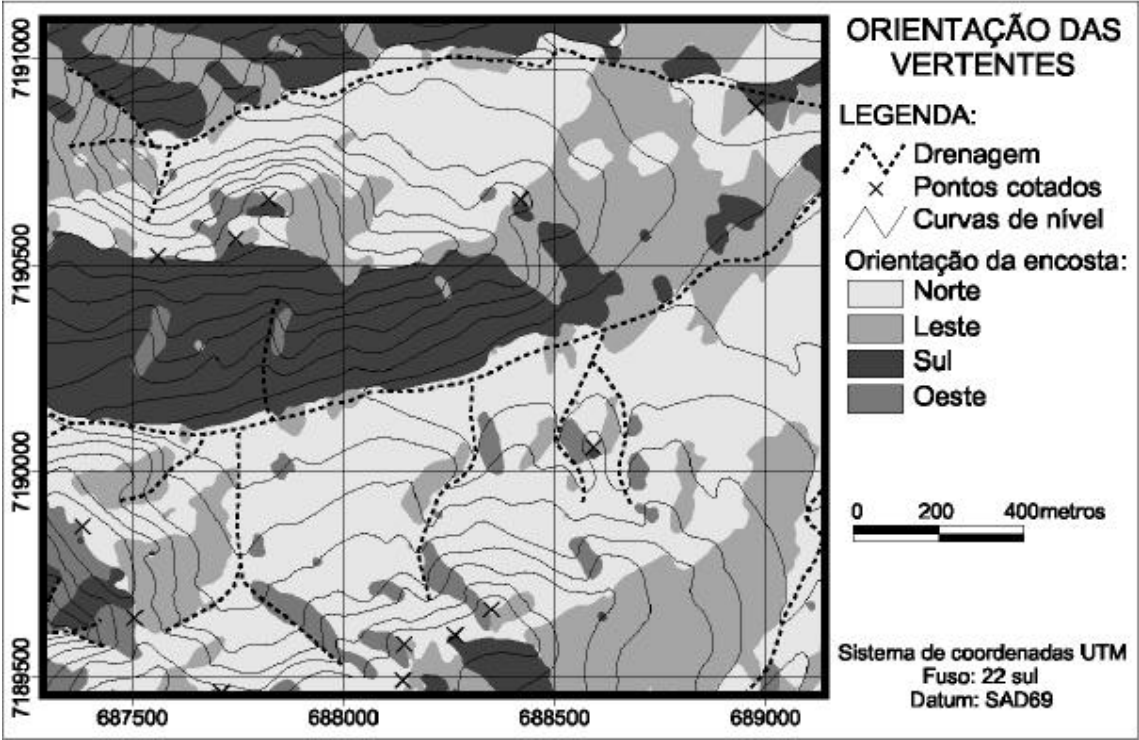 ORIENTAÇÃO DAS
VERTENTES
LEGENDA:
Drenagem
Pontos cotados
Curvas de nível
Orientação da encosta:
Norte
Leste
Sul
Oeste
0 200 400metros
Sistema de coordenadas UTM
Fuso: 22 sul
Datum: SAD69
7191000
7190500
7190000
7189500
687500 688000 688500 689000